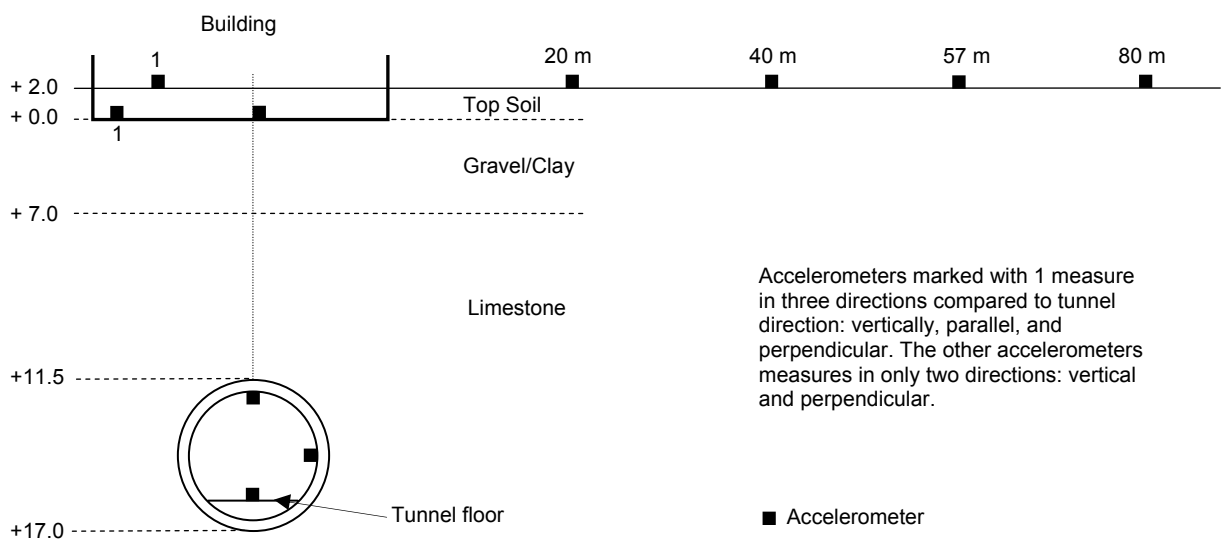 Building
1
20 m
40 m
57 m
80 m
+ 2.0
Top Soil
+ 0.0
1
Gravel/Clay
+ 7.0
Accelerometers marked with 1 measure
in three directions compared to tunnel
direction: vertically, parallel, and
perpendicular. The other accelerometers
measures in only two directions: vertical
and perpendicular.
Limestone
+11.5
Tunnel floor
Accelerometer
+17.0